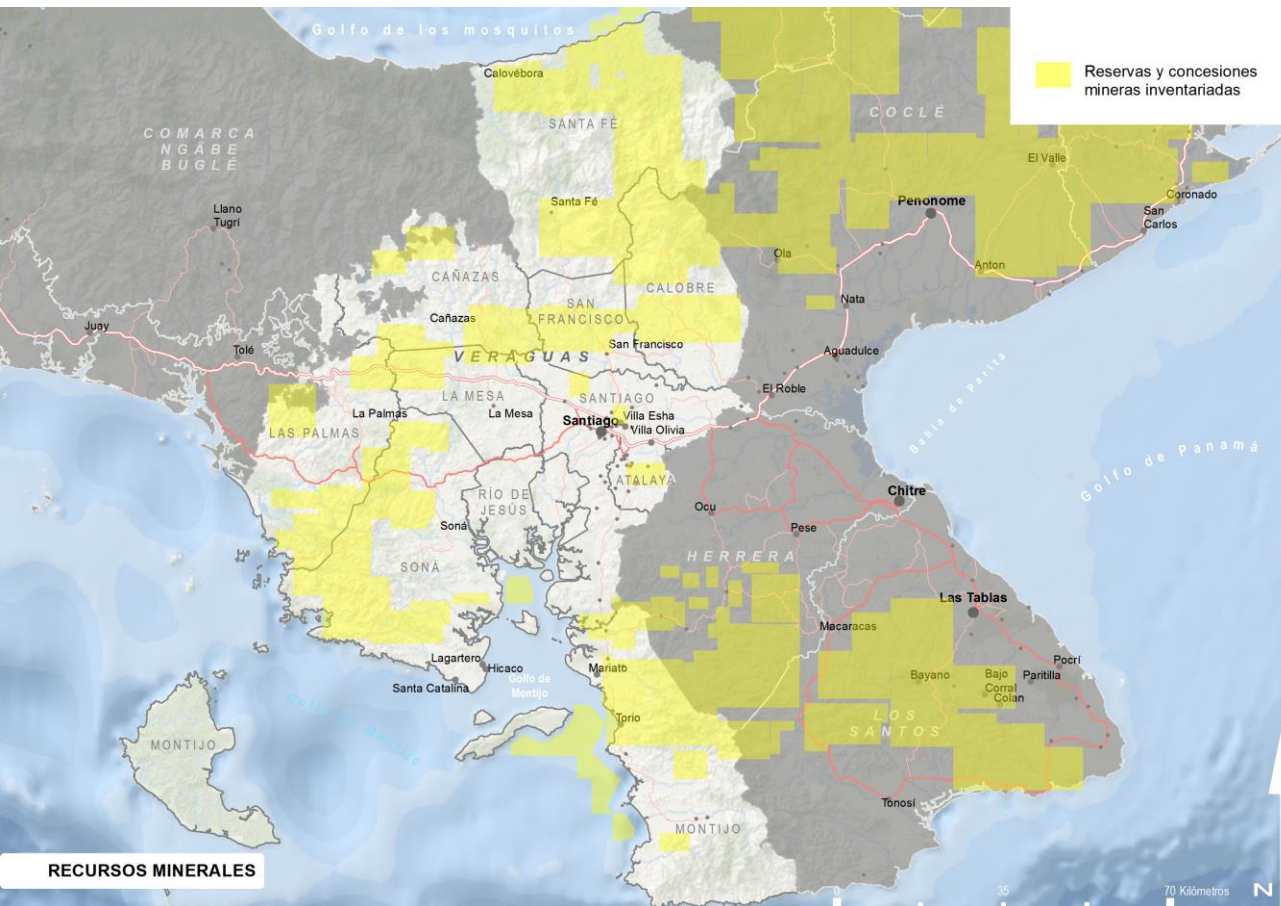 Golfo de los mosquitos
Reservas y concesiones
mineras inventariadas
Calovébora
COMARCA
NGÄBE
BUGLÉ
SANTA FÉ
COCLÉ
El Valle
Llano
Tugrí
Santa Fé
Penonome
Coronado
San
Carlos
Ola
Anton
CAÑAZAS
CALOBRE
Nata
Juay
Cañazas
SAN
FRANCISCO
San Francisco
Tolé
VERAGUAS
Aguadulce
El Roble
Bahía de Parita
LA MESA
SANTIAGO
La Palmas
La Mesa
Santiago
Villa Esha
Villa Olivia
LAS PALMAS
Golfo de Panamá
ATALAYA
RÍO DE
JESÚS
Chitre
Ocu
Soná
Pese
HERRERA
SONÁ
Las Tablas
Macaracas
Lagartero
Hicaco
Santa Catalina
Golfo de
Montijo
Mariato
Pocrí
Bayano
Bajo
Corral
Paritilla
Colan
Torio
LOS
SANTOS
MONTIJO
Tonosí
MONTIJO
RECURSOS MINERALES
0
35
70 Kilómetros
N